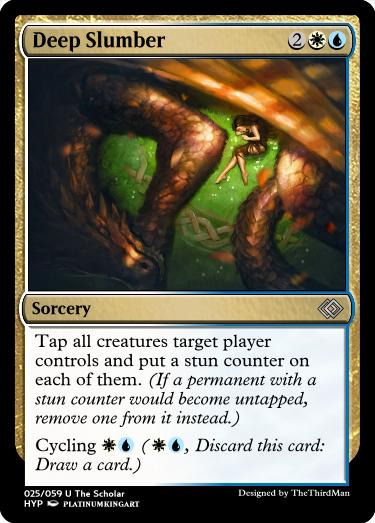 Deep Slumber 2
Sorcery
Tap all creatures target player
controls and put a stun counter on
each of them. (If a permanent with a
stun counter would become untapped,
remove one from it instead.)
Cycling (, Discard this card:
Draw a card.)
025/059 U The Scholar
HYP PLATINUMKINGART
Designed by TheThirdMan